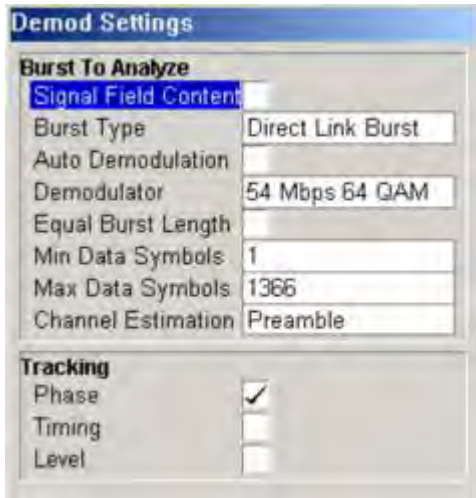 Demod Settings
Burst To Analyze
Signal Field Content
Burst Type Direct Link Burst
Auto Demodulation
Demodulator 54 Mbps 64 QAM
Equal Burst Length
Min Data Symbols 1
Max Data Symbols 1366
Channel Estimation Preamble
Tracking
Phase ✓
Timing
Level